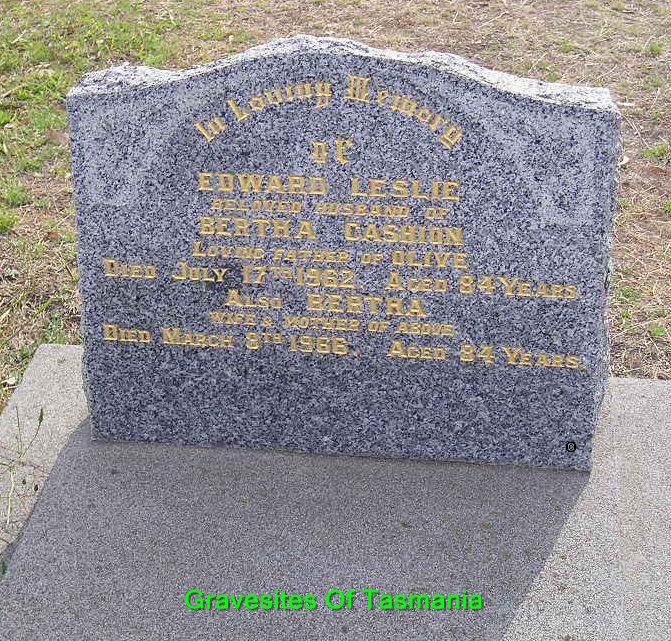 In Loving Memory
of
EDWARD LESLIE
BELOVED HUSBAND OF
BERTHA CASHION
LOVING FATHER OF OLIVE
DIED JULY 17TH 1962. AGED 84 YEARS.
ALSO BERTHA
WIFE & MOTHER OF ABOVE
DIED MARCH 8TH 1966. AGED 84 YEARS.
Gravesites Of Tasmania